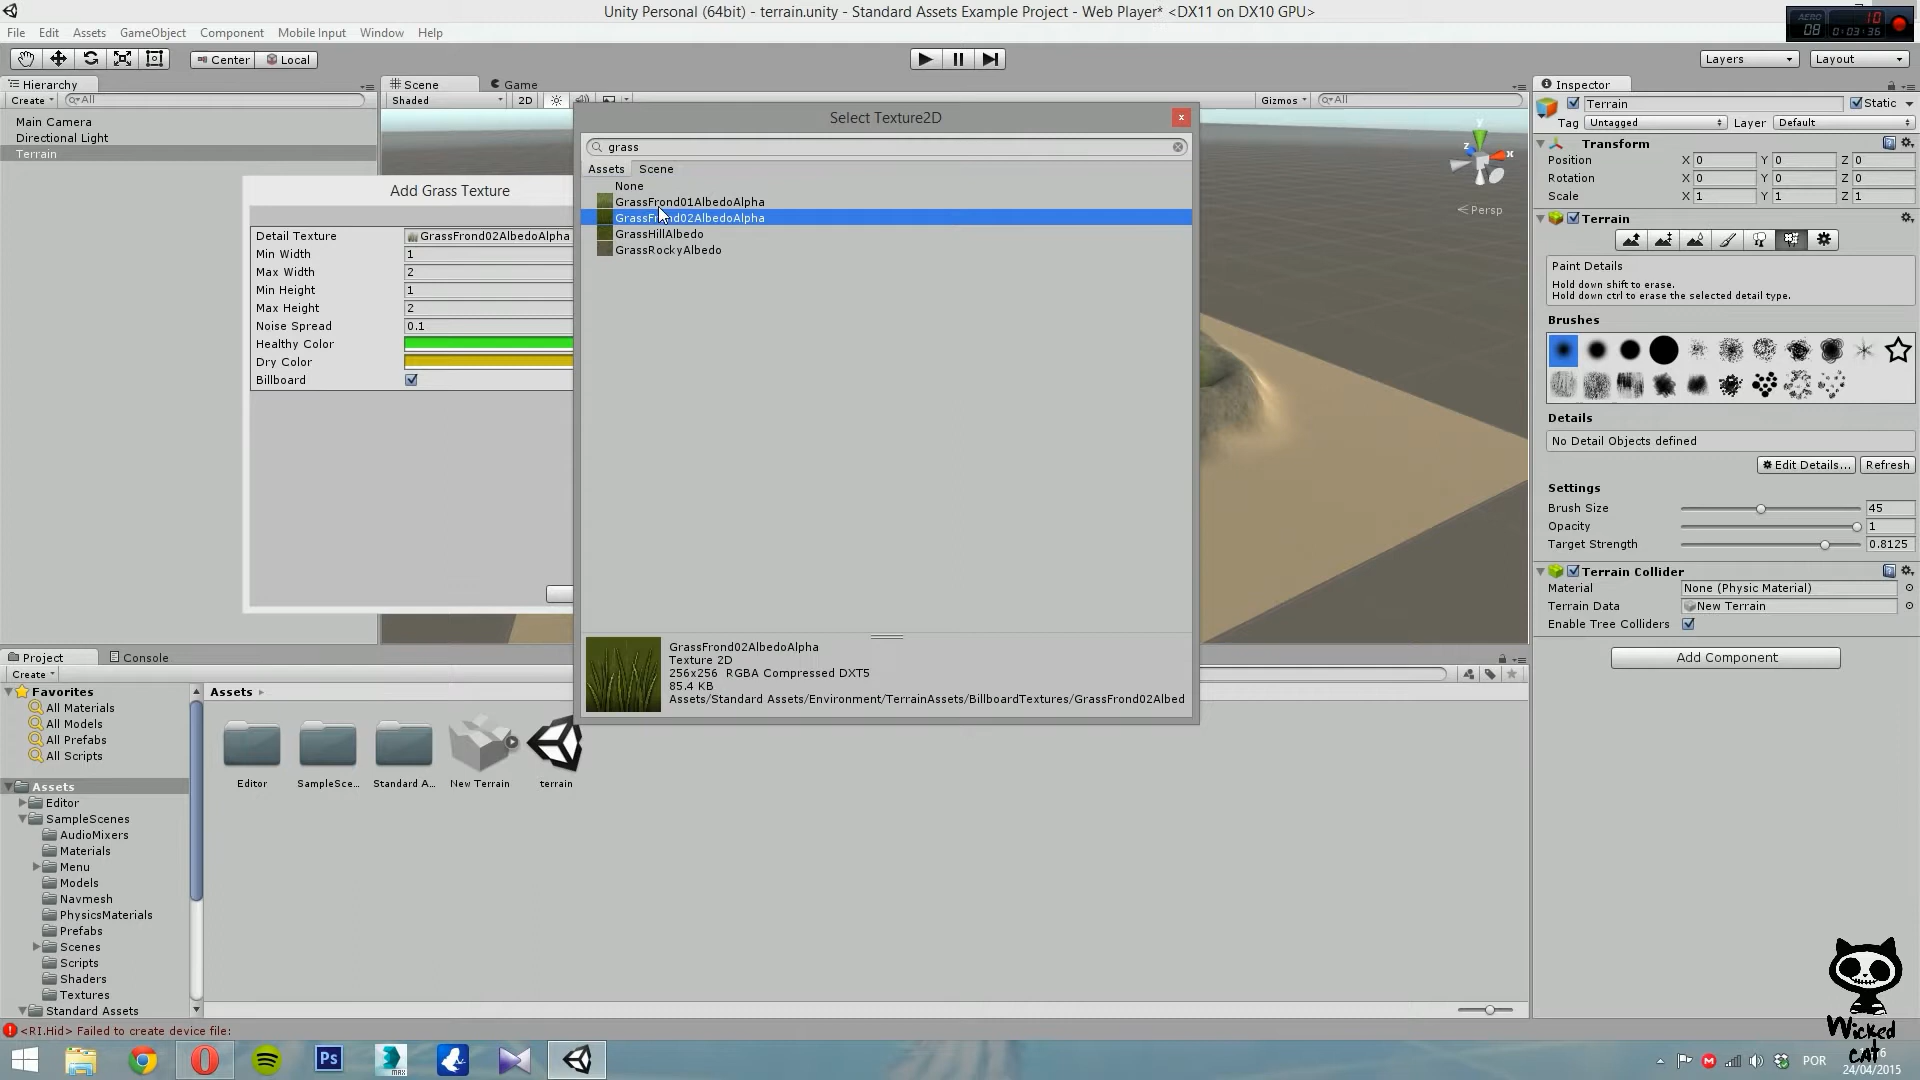 Unity Personal (64bit) - terrain.unity - Standard Assets Example Project - Web Player* <DX11 on DX10 GPU>
File Edit Assets GameObject Component Mobile Input Window Help
AERO
08
10
0:03:36
Center Local
Layers
Layout
Hierarchy
Create All
Main Camera
Directional Light
Terrain
Scene Game
Shaded 2D
Gizmos All
Persp
y
x
z
Add Grass Texture
Detail Texture GrassFrond02AlbedoAlpha
Min Width 1
Max Width 2
Min Height 1
Max Height 2
Noise Spread 0.1
Healthy Color
Dry Color
Billboard
Select Texture2D
grass
Assets Scene
None
GrassFrond01AlbedoAlpha
GrassFrond02AlbedoAlpha
GrassHillAlbedo
GrassRockyAlbedo
GrassFrond02AlbedoAlpha
Texture 2D
256x256 RGBA Compressed DXT5
85.4 KB
Assets/Standard Assets/Environment/TerrainAssets/BillboardTextures/GrassFrond02Albed
Inspector
Terrain Static
Tag Untagged Layer Default
Transform
Position X 0 Y 0 Z 0
Rotation X 0 Y 0 Z 0
Scale X 1 Y 1 Z 1
Terrain
Paint Details
Hold down shift to erase.
Hold down ctrl to erase the selected detail type.
Brushes
Details
No Detail Objects defined
Edit Details... Refresh
Settings
Brush Size 45
Opacity 1
Target Strength 0.8125
Terrain Collider
Material None (Physic Material)
Terrain Data New Terrain
Enable Tree Colliders
Add Component
Project Console
Create
Favorites
All Materials
All Models
All Prefabs
All Scripts
Assets
Editor
SampleScenes
AudioMixers
Materials
Menu
Models
Navmesh
PhysicsMaterials
Prefabs
Scenes
Scripts
Shaders
Textures
Standard Assets
Assets
Editor
SampleSce...
Standard A...
New Terrain
terrain
<RI.Hid> Failed to create device file:
Ps
MAX
Wicked
CAT
POR
24/04/2015